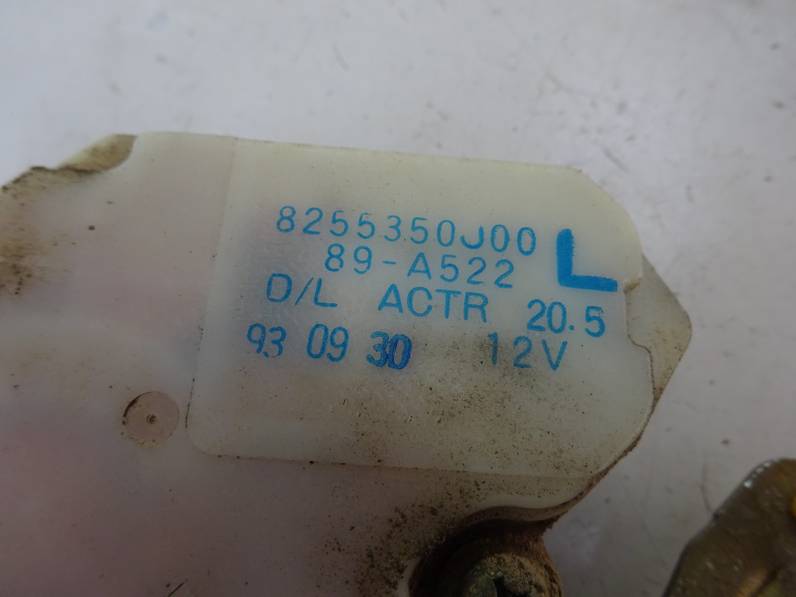 8255350J00
89-A522 L
D/L ACTR 20.5
93 09 30 12V